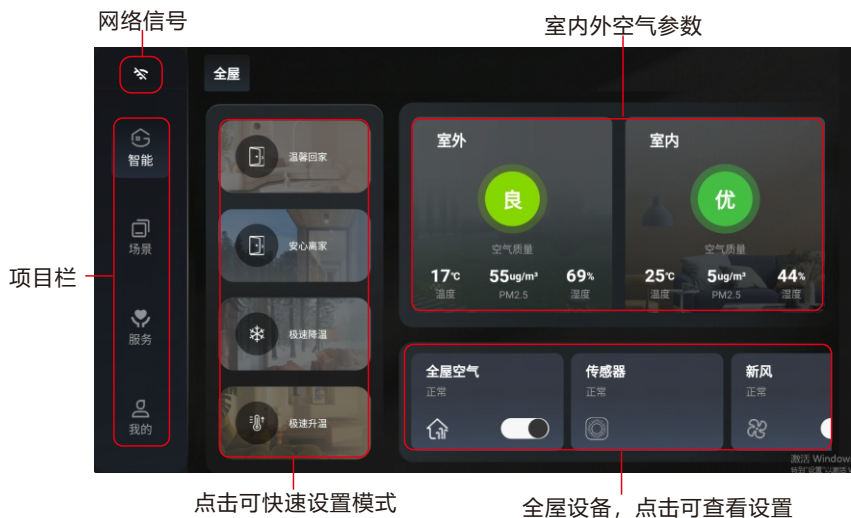 网络信号
室内外空气参数
全屋
智能
场景
项目栏
服务
我的
温馨回家
安心离家
极速降温
极速升温
室外
良
空气质量
17℃ 55ug/m³ 69%
温度 PM2.5 湿度
室内
优
空气质量
25℃ 5ug/m³ 44%
温度 PM2.5 湿度
全屋空气
正常
传感器
正常
新风
正常
激活 Window
点击可快速设置模式
全屋设备，点击可查看设置